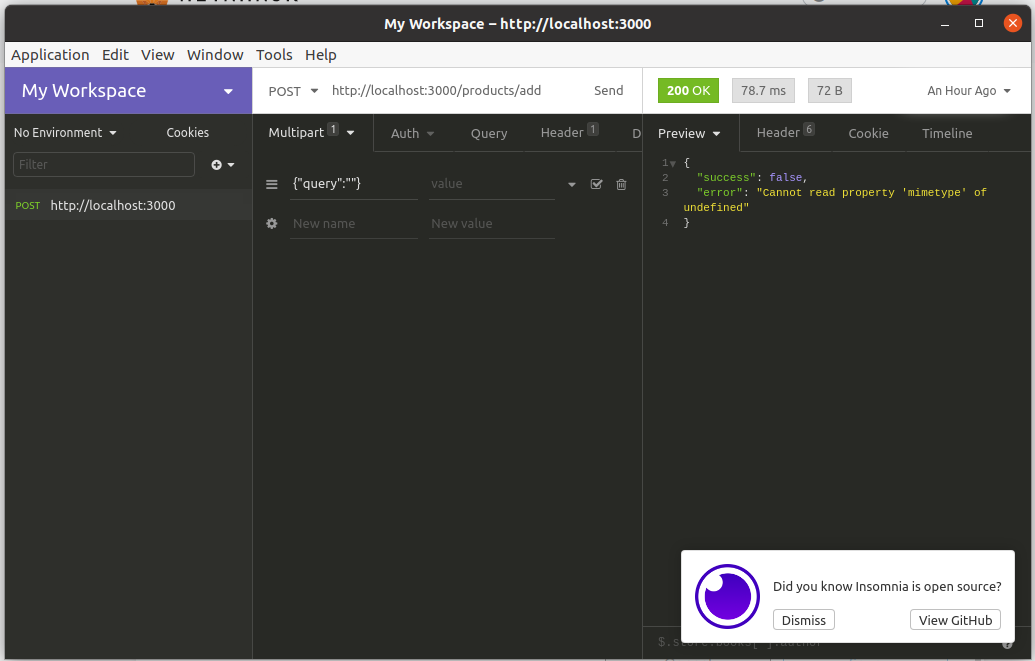 My Workspace – http://localhost:3000
Application Edit View Window Tools Help
My Workspace
POST http://localhost:3000/products/add Send
200 OK 78.7 ms 72 B An Hour Ago
No Environment Cookies
Multipart 1 Auth Query Header 1 D
Preview Header 6 Cookie Timeline
Filter
POST http://localhost:3000
{"query":""} value
New name New value
1 {
2 "success": false,
3 "error": "Cannot read property 'mimetype' of
undefined"
4 }
Did you know Insomnia is open source?
Dismiss View GitHub